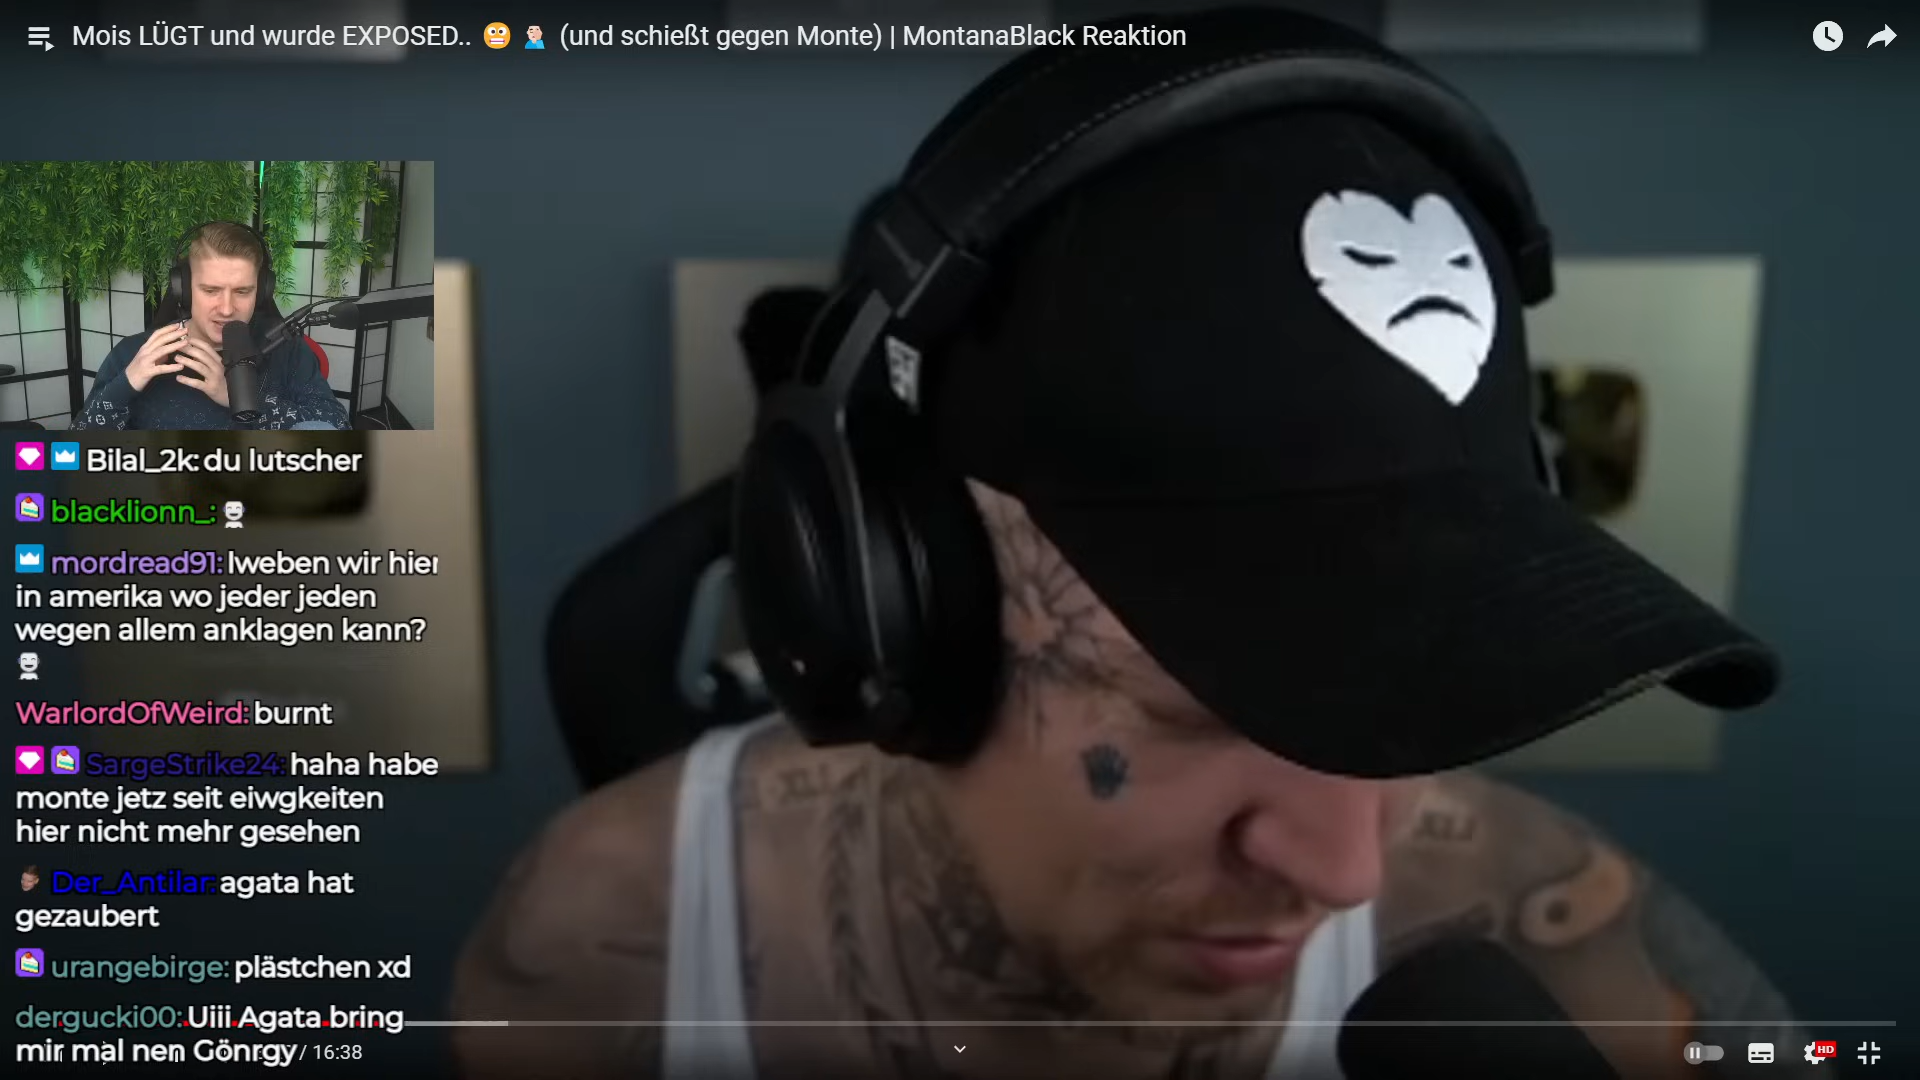 Mois LÜGT und wurde EXPOSED.. 😬 🤦🏻‍♂️ (und schießt gegen Monte) | MontanaBlack Reaktion
Bilal_2k: du lutscher
blacklionn_:
mordread91: lweben wir hier
in amerika wo jeder jeden
wegen allem anklagen kann?
WarlordOfWeird: burnt
SargeStrike24: haha habe
monte jetz seit eiwgkeiten
hier nicht mehr gesehen
Der_Antilar: agata hat
gezaubert
urangebirge: plästchen xd
dergucki00: Uiii Agata bring
mir mal nen Gönrgy / 16:38
HD